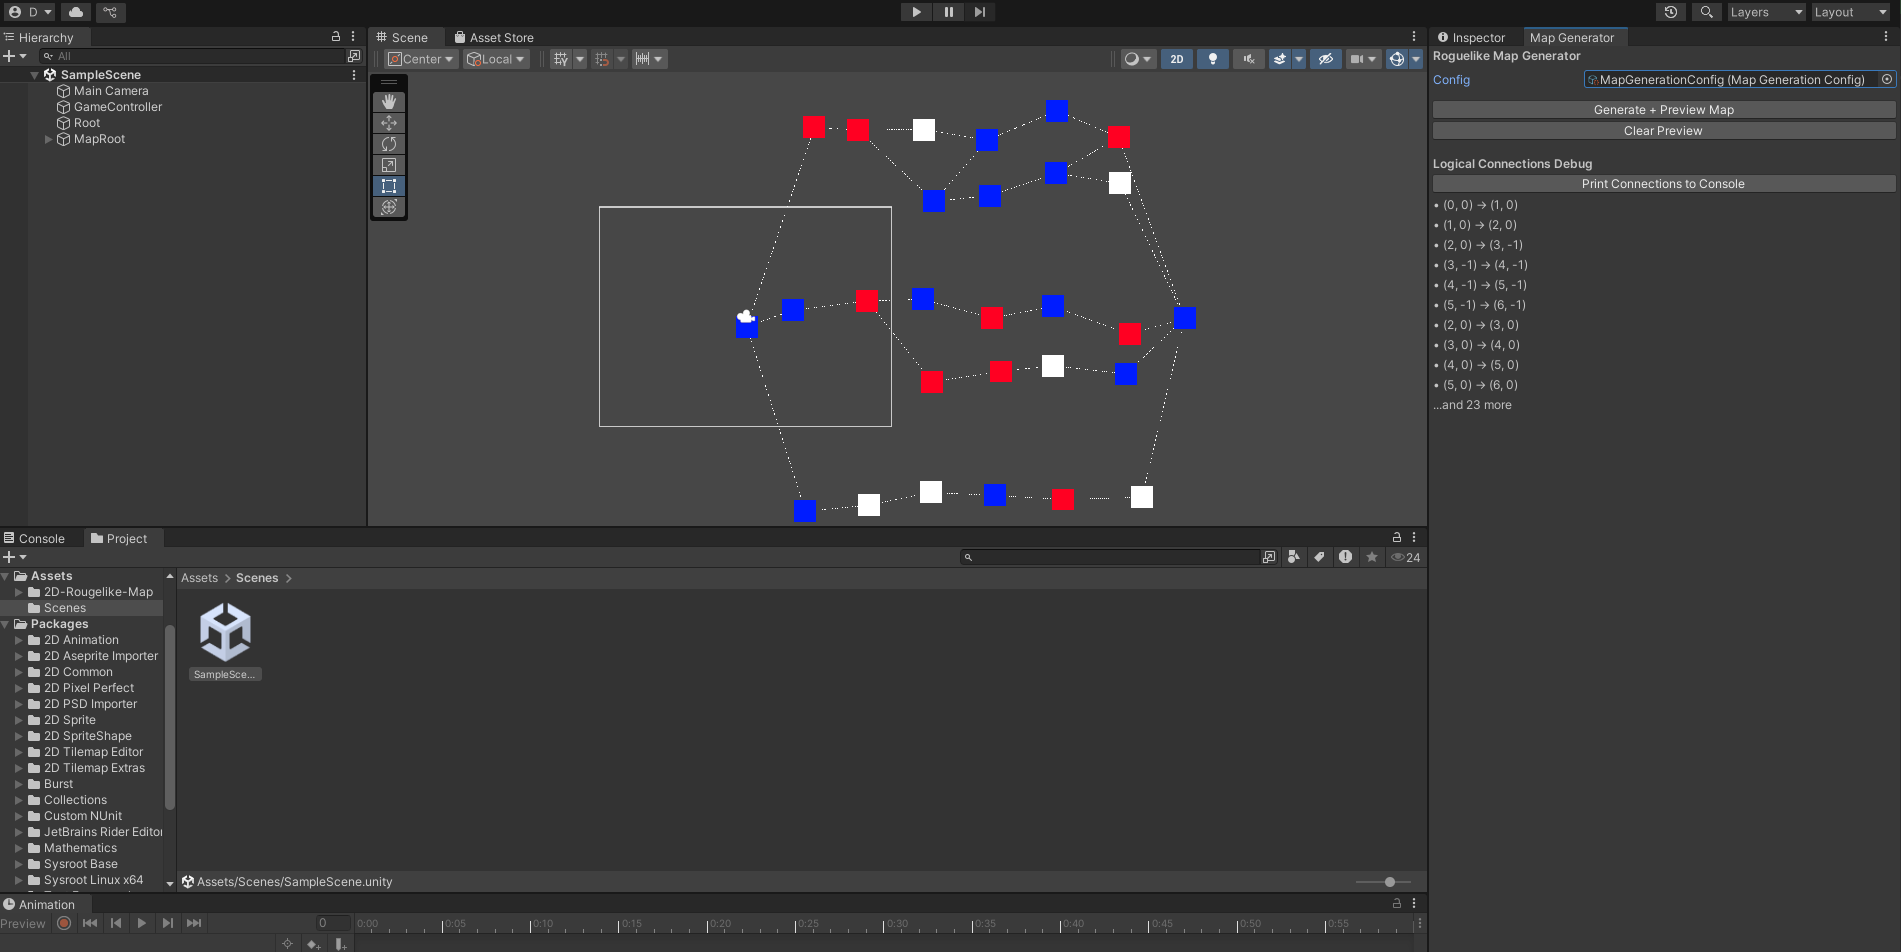 D
Layers
Layout
Hierarchy
All
SampleScene
Main Camera
GameController
Root
MapRoot
Scene
Asset Store
Center
Local
2D
Inspector
Map Generator
Roguelike Map Generator
Config
MapGenerationConfig (Map Generation Config)
Generate + Preview Map
Clear Preview
Logical Connections Debug
Print Connections to Console
• (0, 0) → (1, 0)
• (1, 0) → (2, 0)
• (2, 0) → (3, -1)
• (3, -1) → (4, -1)
• (4, -1) → (5, -1)
• (5, -1) → (6, -1)
• (2, 0) → (3, 0)
• (3, 0) → (4, 0)
• (4, 0) → (5, 0)
• (5, 0) → (6, 0)
...and 23 more
Console
Project
24
Assets
2D-Rougelike-Map
Scenes
Packages
2D Animation
2D Aseprite Importer
2D Common
2D Pixel Perfect
2D PSD Importer
2D Sprite
2D SpriteShape
2D Tilemap Editor
2D Tilemap Extras
Burst
Collections
Custom NUnit
JetBrains Rider Editor
Mathematics
Sysroot Base
Sysroot Linux x64
Assets > Scenes >
SampleSce...
Assets/Scenes/SampleScene.unity
Animation
Preview
0
0:00 0:05 0:10 0:15 0:20 0:25 0:30 0:35 0:40 0:45 0:50 0:55